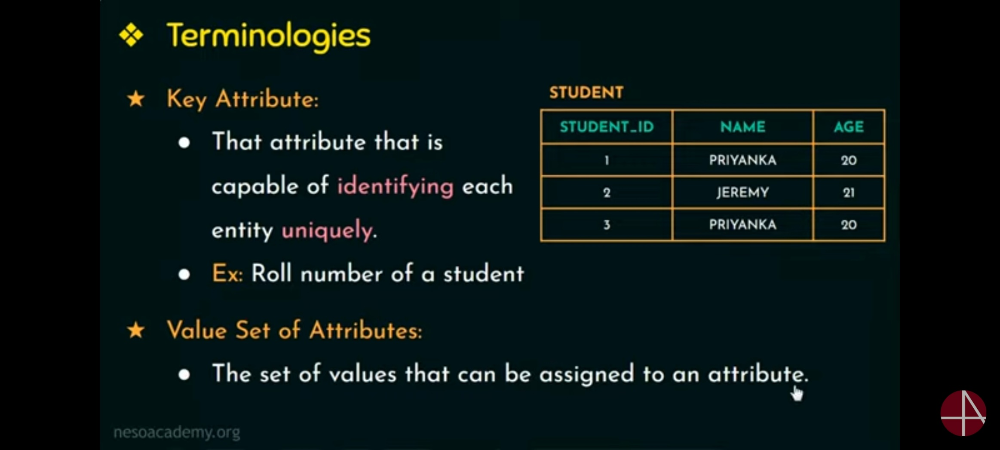 Terminologies
Key Attribute:
That attribute that is
capable of identifying each
entity uniquely.
Ex: Roll number of a student
STUDENT
STUDENT_ID NAME AGE
1 PRIYANKA 20
2 JEREMY 21
3 PRIYANKA 20
Value Set of Attributes:
The set of values that can be assigned to an attribute.
nesoacademy.org